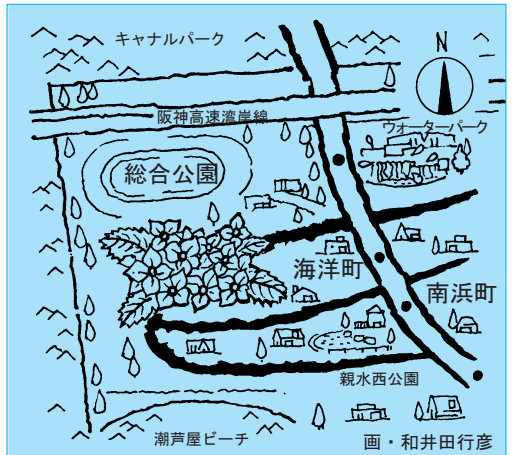 キャナルパーク
N
阪神高速湾岸線
ウォーターパーク
総合公園
海洋町
南浜町
親水西公園
潮芦屋ビーチ
画・和井田行彦